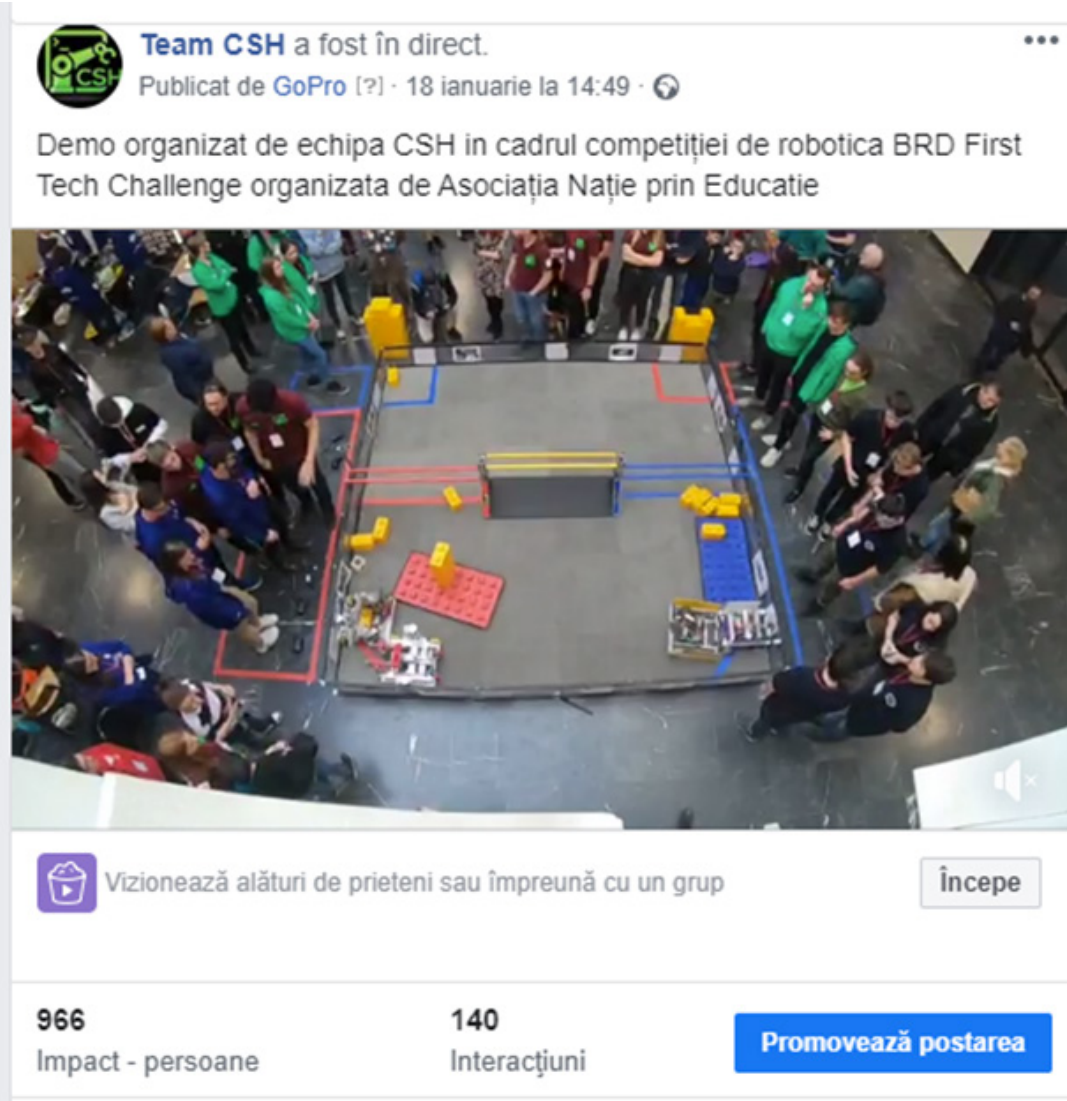 CSH
Team CSH a fost în direct.
Publicat de GoPro [?] · 18 ianuarie la 14:49 ·
Demo organizat de echipa CSH in cadrul competiției de robotica BRD First
Tech Challenge organizata de Asociația Nație prin Educatie
Vizionează alături de prieteni sau împreună cu un grup
Începe
966
Impact - persoane
140
Interacțiuni
Promovează postarea